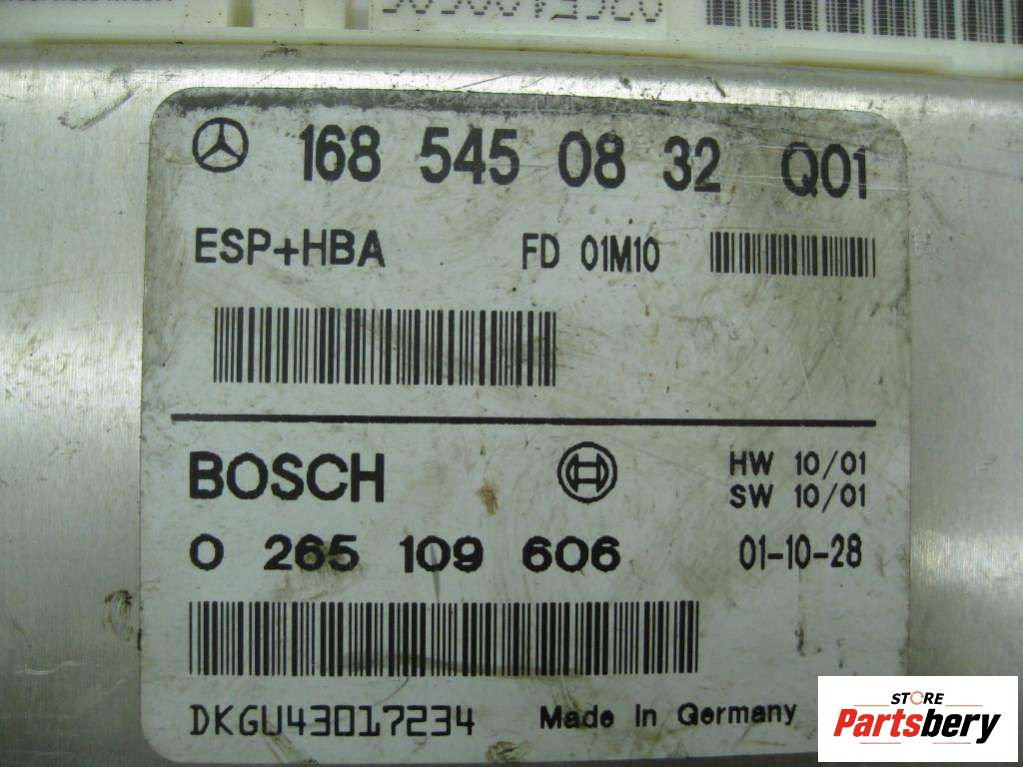 168 545 08 32 Q01
ESP+HBA FD 01M10
BOSCH HW 10/01
SW 10/01
0 265 109 606 01-10-28
DKGU43017234 Made In Germany
STORE
Partsbery